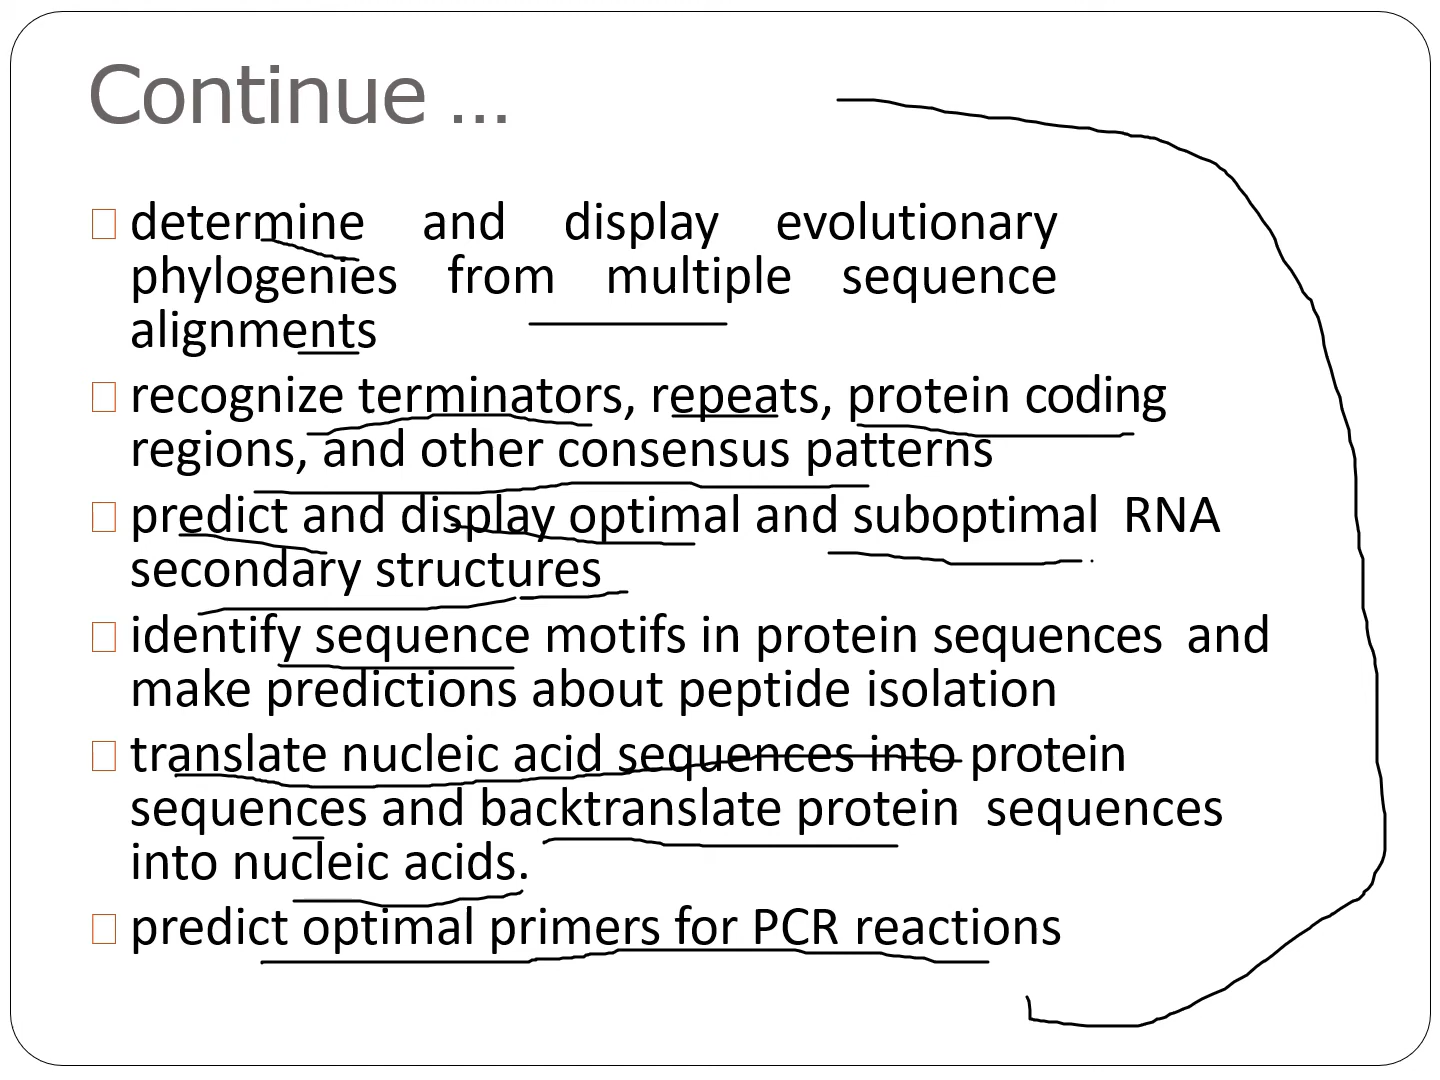 Continue ...
determine and display evolutionary
phylogenies from multiple sequence
alignments
recognize terminators, repeats, protein coding
regions, and other consensus patterns
predict and display optimal and suboptimal RNA
secondary structures
identify sequence motifs in protein sequences and
make predictions about peptide isolation
translate nucleic acid sequences into protein
sequences and backtranslate protein sequences
into nucleic acids.
predict optimal primers for PCR reactions